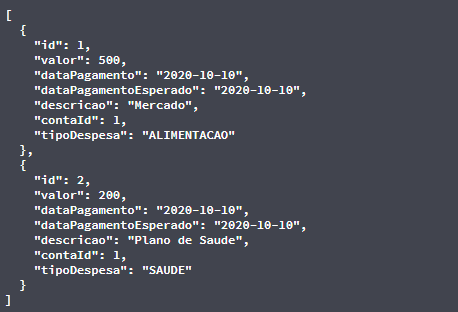 [
  {
    "id": 1,
    "valor": 500,
    "dataPagamento": "2020-10-10",
    "dataPagamentoEsperado": "2020-10-10",
    "descricao": "Mercado",
    "contaId": 1,
    "tipoDespesa": "ALIMENTACAO"
  },
  {
    "id": 2,
    "valor": 200,
    "dataPagamento": "2020-10-10",
    "dataPagamentoEsperado": "2020-10-10",
    "descricao": "Plano de Saude",
    "contaId": 1,
    "tipoDespesa": "SAUDE"
  }
]